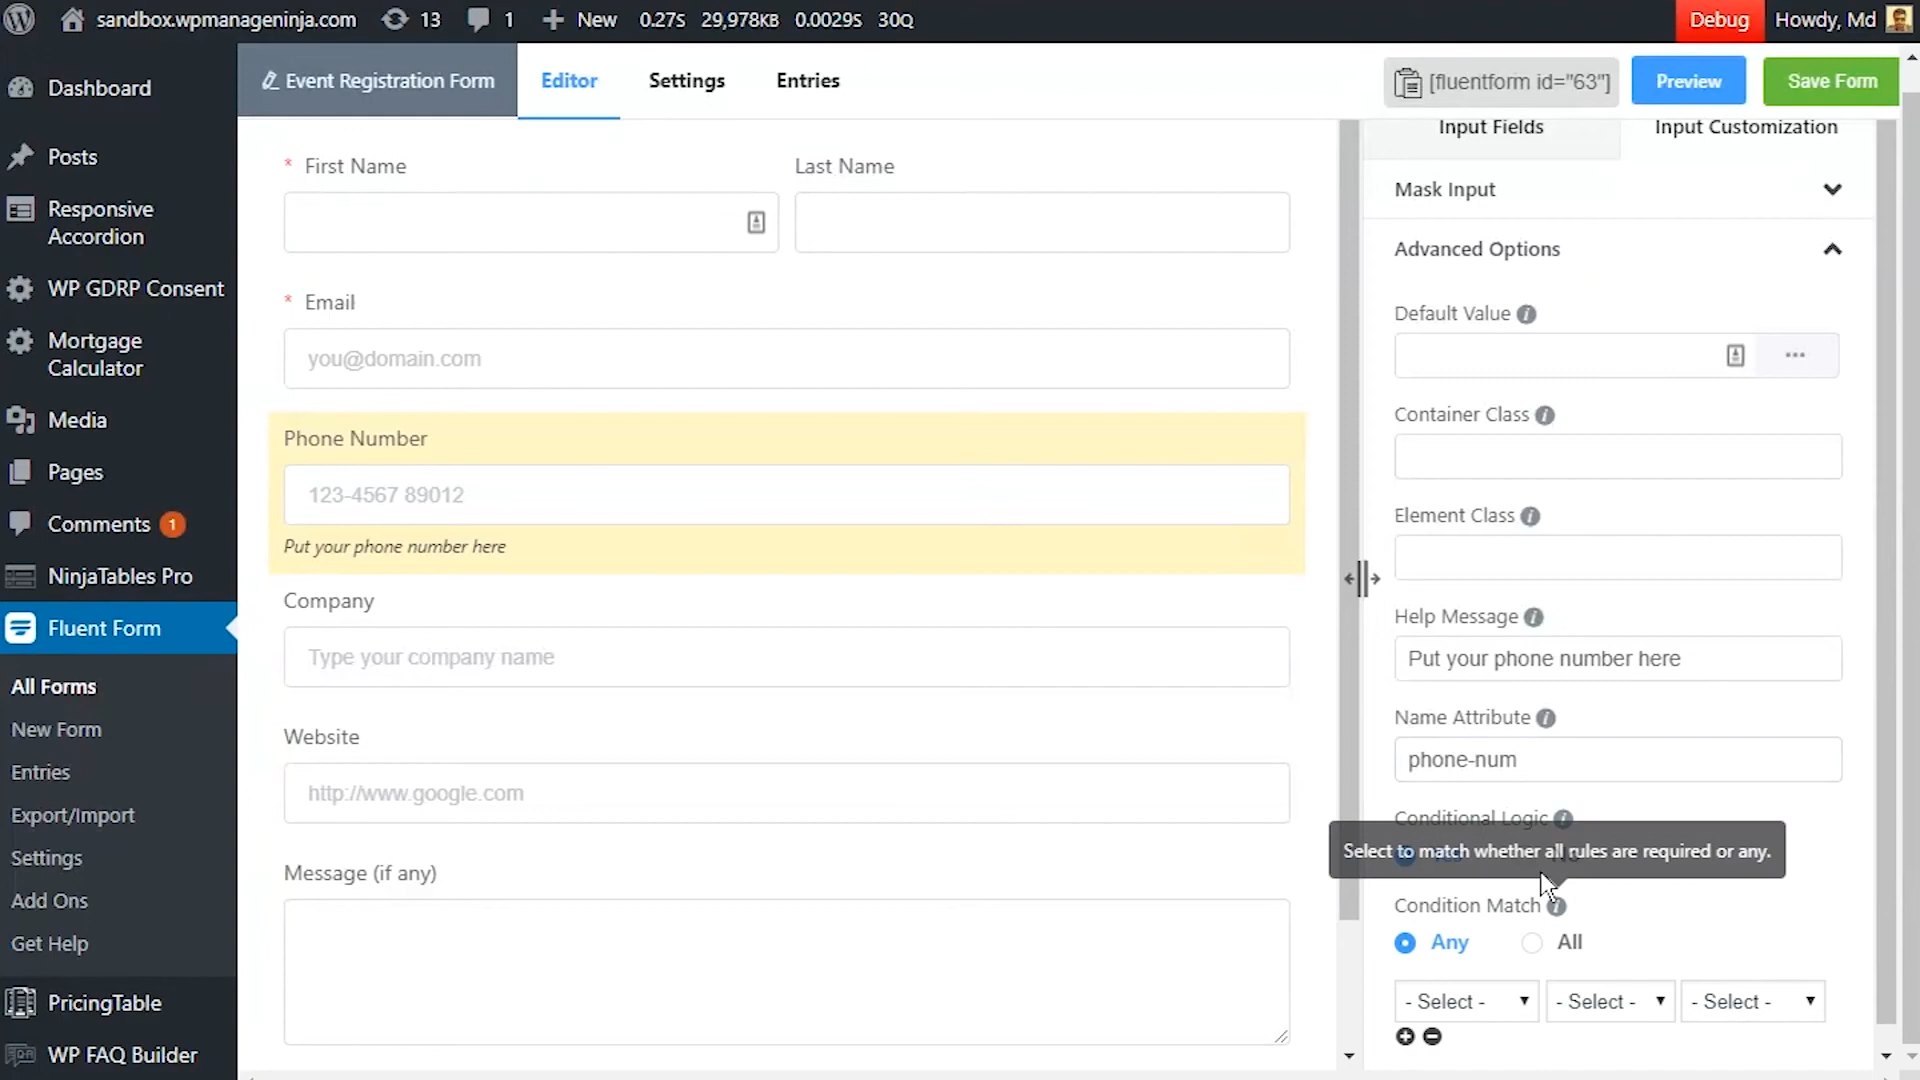 sandbox.wpmanageninja.com 13 1 New 0.27S 29,978KB 0.0029S 30Q Debug Howdy, Md
Dashboard
Posts
Responsive
Accordion
WP GDRP Consent
Mortgage
Calculator
Media
Pages
Comments 1
NinjaTables Pro
Fluent Form
All Forms
New Form
Entries
Export/Import
Settings
Add Ons
Get Help
PricingTable
WP FAQ Builder
Event Registration Form Editor Settings Entries [fluentform id="63"] Preview Save Form
* First Name Last Name
* Email
you@domain.com
Phone Number
123-4567 89012
Put your phone number here
Company
Type your company name
Website
http://www.google.com
Message (if any)
Input Fields Input Customization
Mask Input
Advanced Options
Default Value
Container Class
Element Class
Help Message
Put your phone number here
Name Attribute
phone-num
Conditional Logic
Select to match whether all rules are required or any.
Condition Match
Any All
- Select - - Select - - Select -